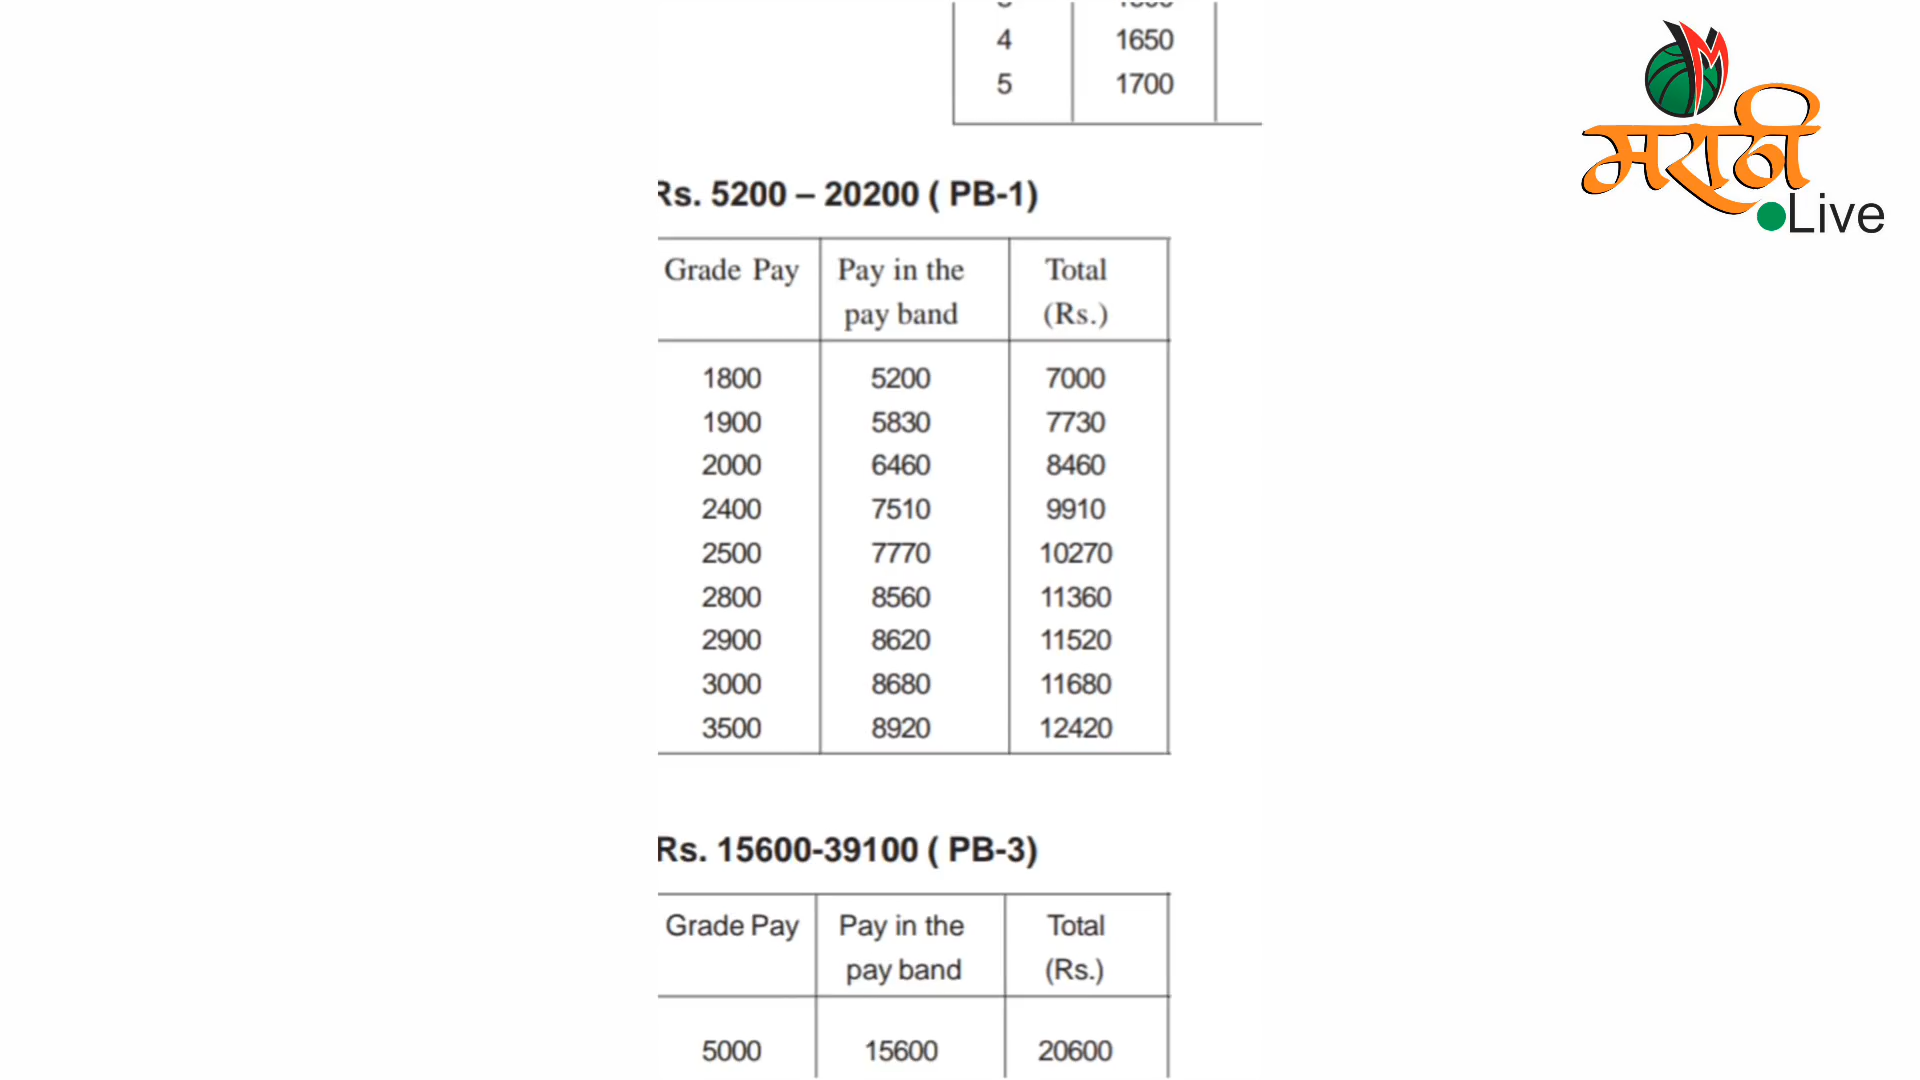 4 1650
5 1700
मराठी
Live
Rs. 5200 – 20200 ( PB-1)
Grade Pay Pay in the Total
pay band (Rs.)
1800 5200 7000
1900 5830 7730
2000 6460 8460
2400 7510 9910
2500 7770 10270
2800 8560 11360
2900 8620 11520
3000 8680 11680
3500 8920 12420
Rs. 15600-39100 ( PB-3)
Grade Pay Pay in the Total
pay band (Rs.)
5000 15600 20600